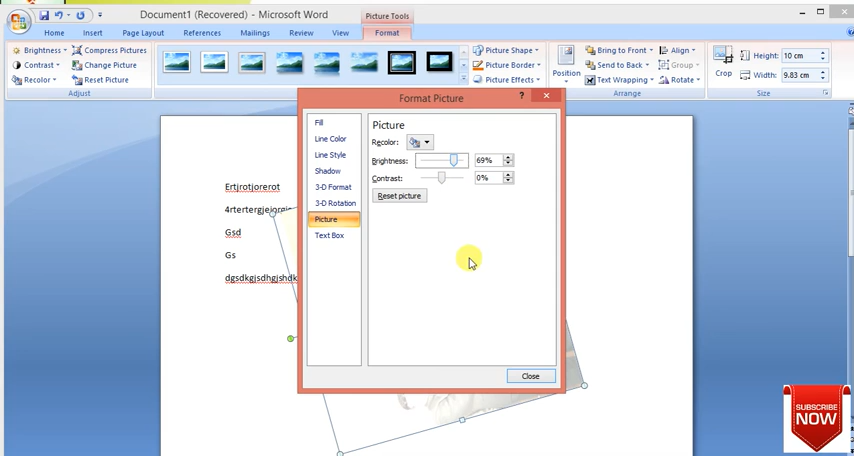 Document1 (Recovered) - Microsoft Word
Picture Tools
Home Insert Page Layout References Mailings Review View Format
Brightness Compress Pictures
Contrast Change Picture
Recolor Reset Picture
Adjust
Picture Shape
Picture Border
Picture Effects
Position
Bring to Front
Send to Back
Text Wrapping
Align
Group
Rotate
Arrange
Crop
Height: 10 cm
Width: 9.83 cm
Size
Format Picture
?
Fill
Line Color
Line Style
Shadow
3-D Format
3-D Rotation
Picture
Text Box
Picture
Recolor:
Brightness: 69%
Contrast: 0%
Reset picture
Close
Ertjrotjorerot
Gsd
Gs
dgsdkgjsdhgjshdk
SUBSCRIBE
NOW